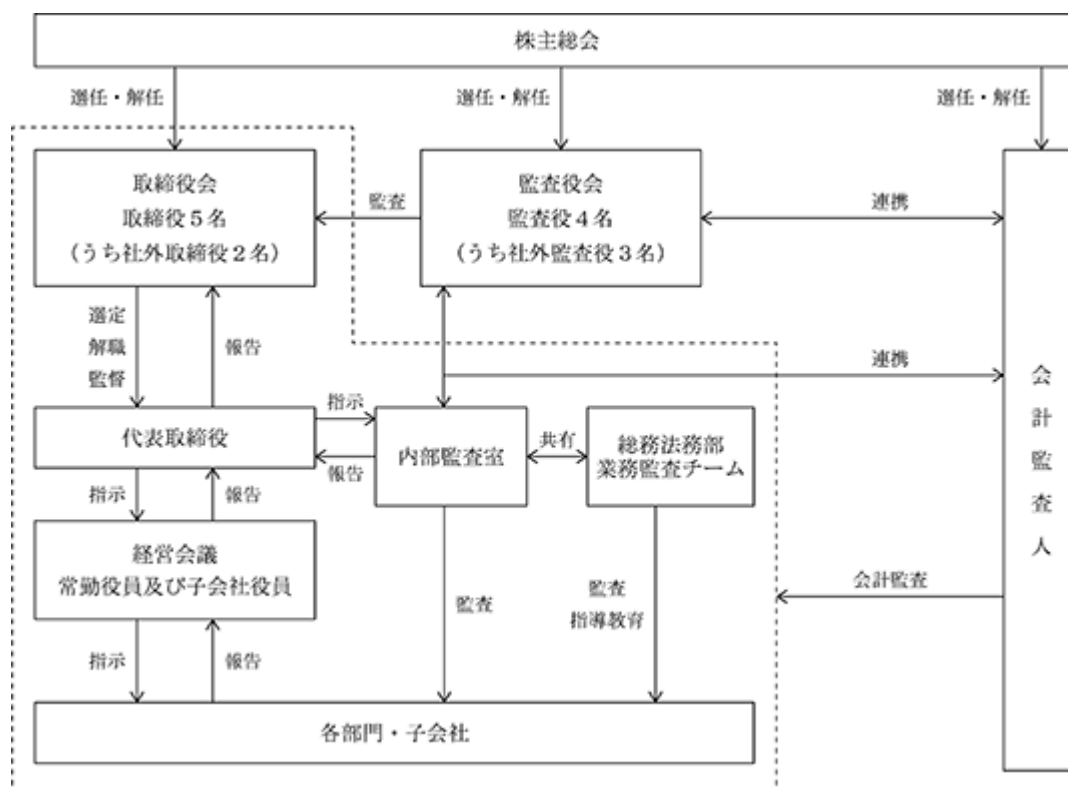 株主総会
選任・解任
選任・解任
選任・解任
取締役会
取締役5名
(うち社外取締役2名)
監査
監査役会
監査役4名
(うち社外監査役3名)
連携
選定
解職
監督
報告
連携
会計監査人
代表取締役
指示
報告
内部監査室
共有
総務法務部
業務監査チーム
指示
報告
経営会議
常勤役員及び子会社役員
監査
監査
指導教育
会計監査
指示
報告
各部門・子会社